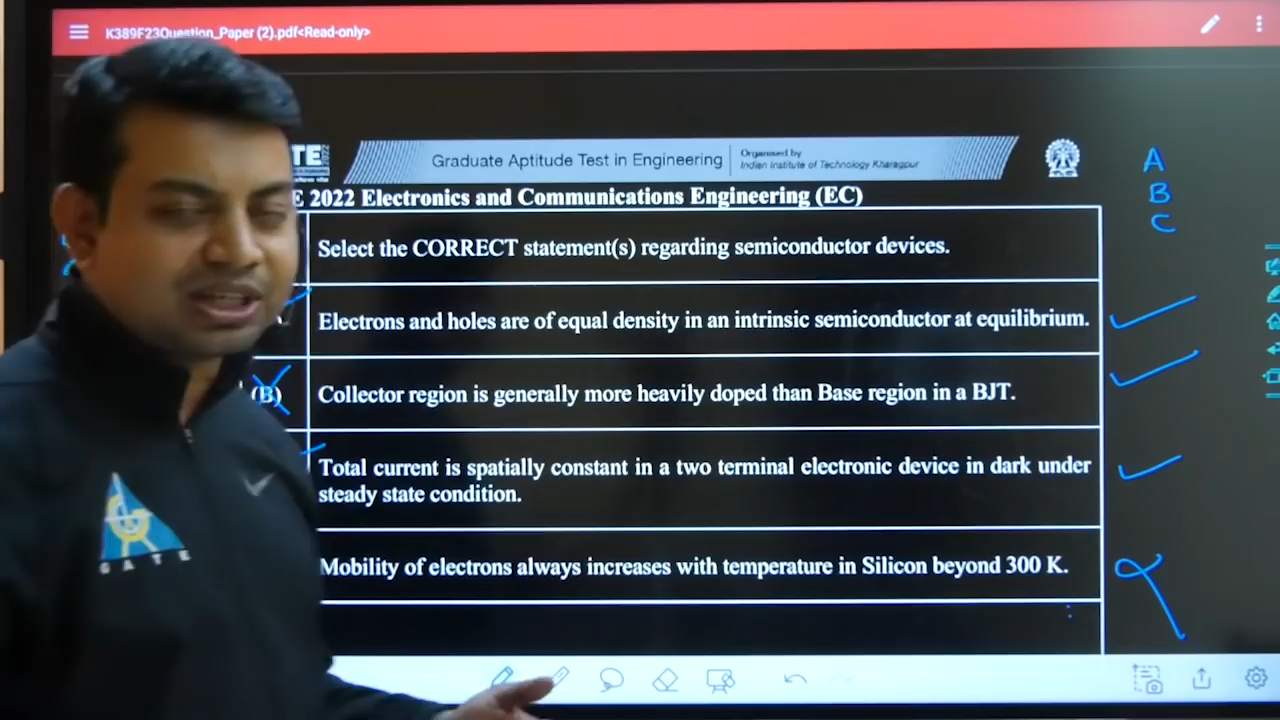 K389F23Question_Paper (2).pdf<Read-only>
TE
Graduate Aptitude Test in Engineering
Organised by
Indian Institute of Technology Kharagpur
A
B
C
E 2022 Electronics and Communications Engineering (EC)
Select the CORRECT statement(s) regarding semiconductor devices.
Electrons and holes are of equal density in an intrinsic semiconductor at equilibrium.
(B) Collector region is generally more heavily doped than Base region in a BJT.
Total current is spatially constant in a two terminal electronic device in dark under
steady state condition.
Mobility of electrons always increases with temperature in Silicon beyond 300 K.
GATE